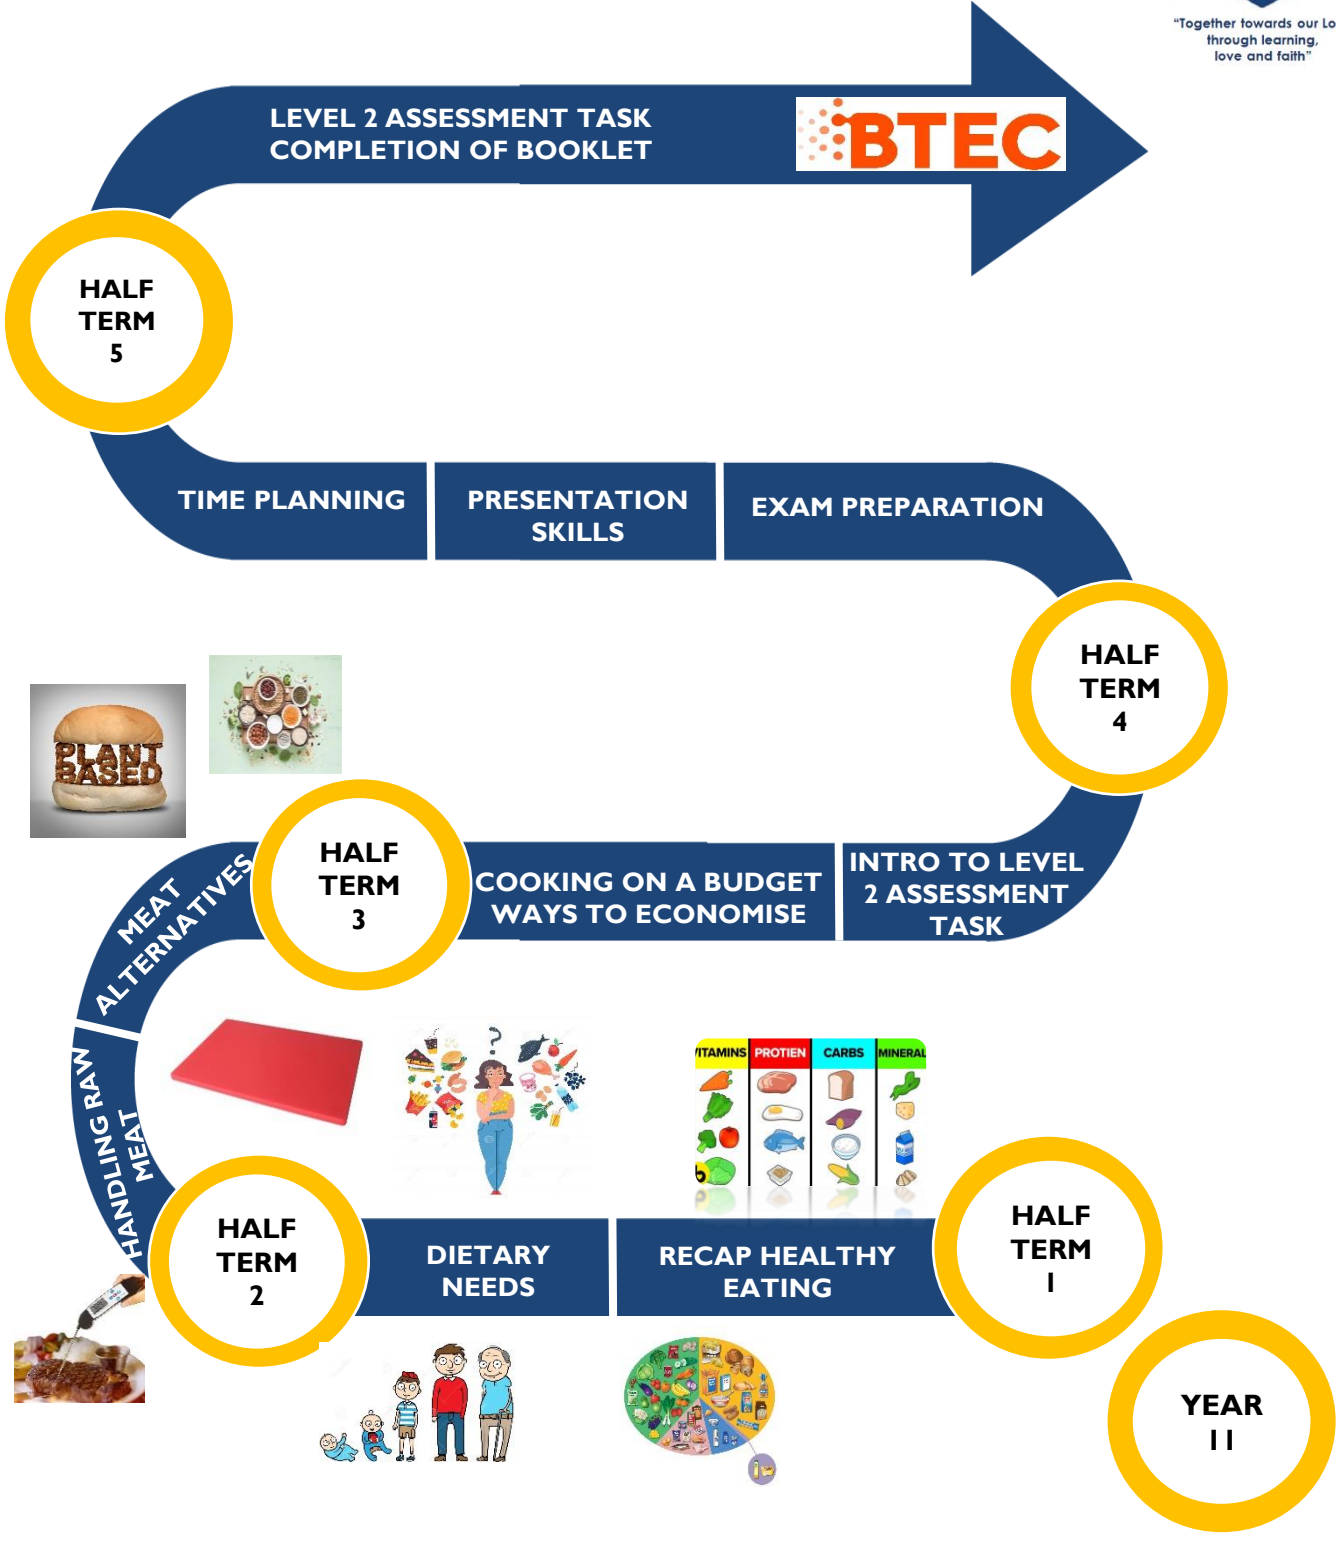 "Together towards our Lo
through learning,
love and faith"
LEVEL 2 ASSESSMENT TASK
COMPLETION OF BOOKLET
BTEC
HALF
TERM
5
TIME PLANNING
PRESENTATION
SKILLS
EXAM PREPARATION
HALF
TERM
4
PLANT
BASED
MEAT
ALTERNATIVES
HALF
TERM
3
COOKING ON A BUDGET
WAYS TO ECONOMISE
INTRO TO LEVEL
2 ASSESSMENT
TASK
HANDLING RAW
MEAT
?
VITAMINS
PROTIEN
CARBS
MINERAL
HALF
TERM
2
DIETARY
NEEDS
RECAP HEALTHY
EATING
HALF
TERM
1
YEAR
11